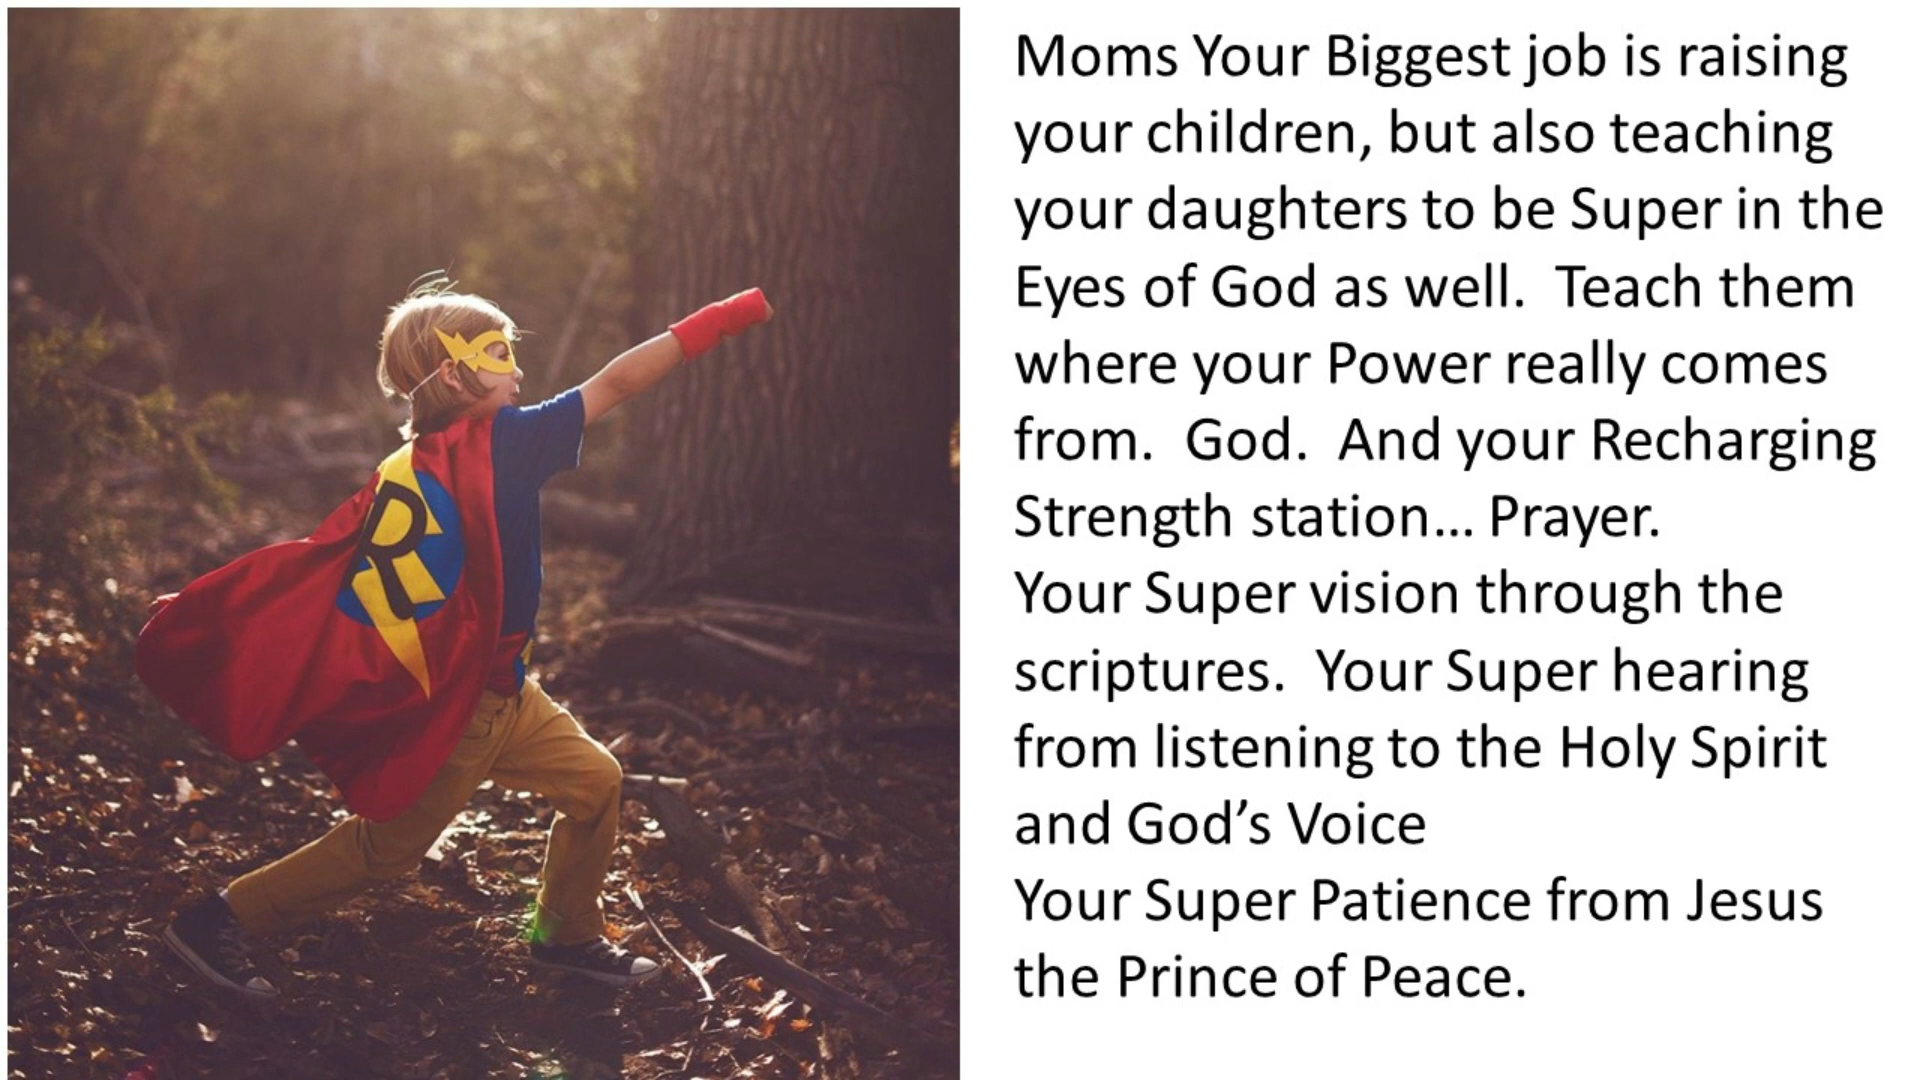 R
Moms Your Biggest job is raising
your children, but also teaching
your daughters to be Super in the
Eyes of God as well.  Teach them
where your Power really comes
from.  God.  And your Recharging
Strength station... Prayer.
Your Super vision through the
scriptures.  Your Super hearing
from listening to the Holy Spirit
and God’s Voice
Your Super Patience from Jesus
the Prince of Peace.